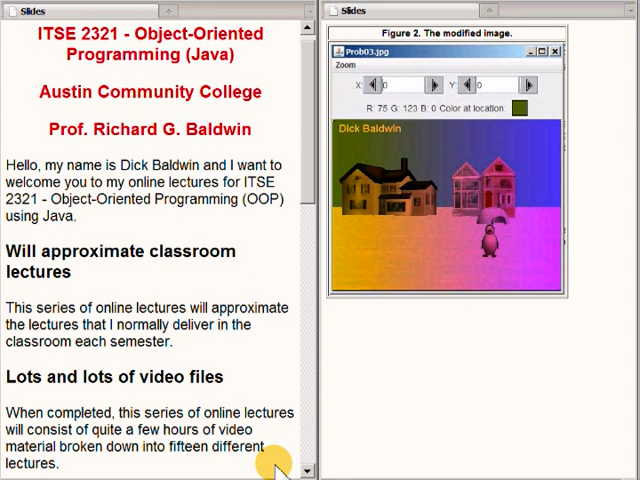 Slides
ITSE 2321 - Object-Oriented
Programming (Java)
Austin Community College
Prof. Richard G. Baldwin
Hello, my name is Dick Baldwin and I want to
welcome you to my online lectures for ITSE
2321 - Object-Oriented Programming (OOP)
using Java.
Will approximate classroom
lectures
This series of online lectures will approximate
the lectures that I normally deliver in the
classroom each semester.
Lots and lots of video files
When completed, this series of online lectures
will consist of quite a few hours of video
material broken down into fifteen different
lectures.
Slides
Figure 2. The modified image.
Prob03.jpg
Zoom
X: 0 Y: 0
R: 75 G: 123 B: 0 Color at location:
Dick Baldwin